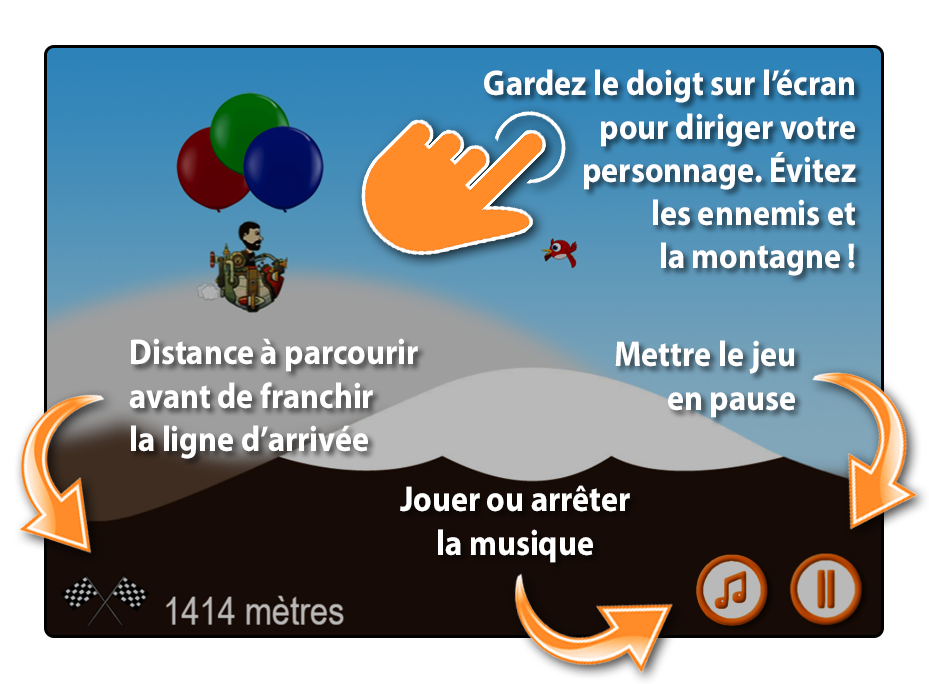 Gardez le doigt sur l’écran
pour diriger votre
personnage. Évitez
les ennemis et
la montagne !
Distance à parcourir
avant de franchir
la ligne d’arrivée
Mettre le jeu
en pause
Jouer ou arrêter
la musique
1414 mètres